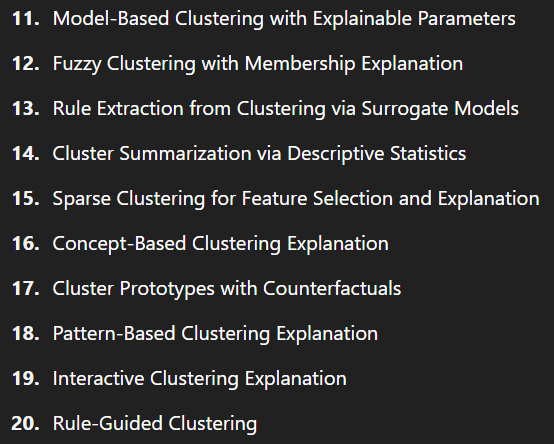 11. Model-Based Clustering with Explainable Parameters
12. Fuzzy Clustering with Membership Explanation
13. Rule Extraction from Clustering via Surrogate Models
14. Cluster Summarization via Descriptive Statistics
15. Sparse Clustering for Feature Selection and Explanation
16. Concept-Based Clustering Explanation
17. Cluster Prototypes with Counterfactuals
18. Pattern-Based Clustering Explanation
19. Interactive Clustering Explanation
20. Rule-Guided Clustering